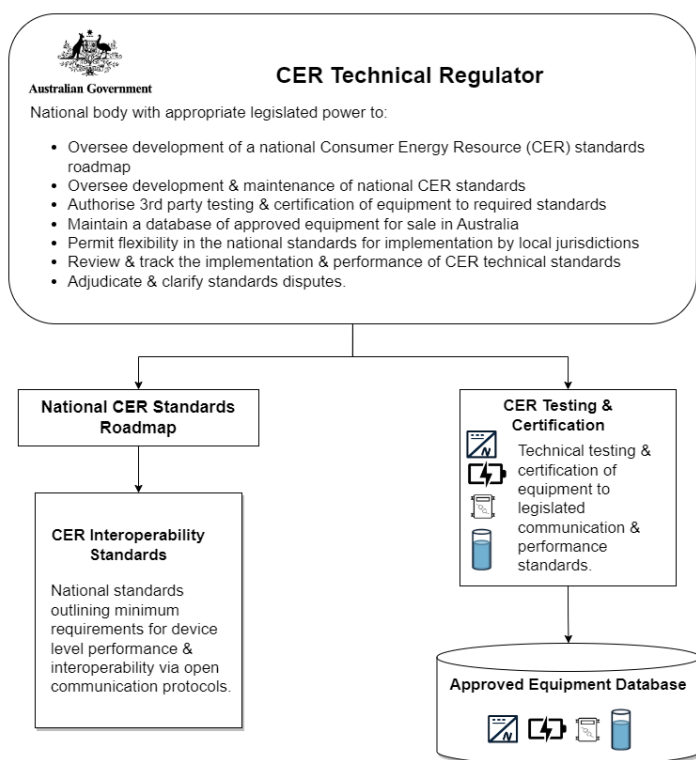 Australian Government
CER Technical Regulator
National body with appropriate legislated power to:
• Oversee development of a national Consumer Energy Resource (CER) standards
roadmap
• Oversee development & maintenance of national CER standards
• Authorise 3rd party testing & certification of equipment to required standards
• Maintain a database of approved equipment for sale in Australia
• Permit flexibility in the national standards for implementation by local jurisdictions
• Review & track the implementation & performance of CER technical standards
• Adjudicate & clarify standards disputes.
National CER Standards
Roadmap
CER Interoperability
Standards
National standards
outlining minimum
requirements for device
level performance &
interoperability via open
communication protocols.
CER Testing &
Certification
N
Technical testing &
certification of
equipment to
legislated
communication &
performance
standards.
Approved Equipment Database
N